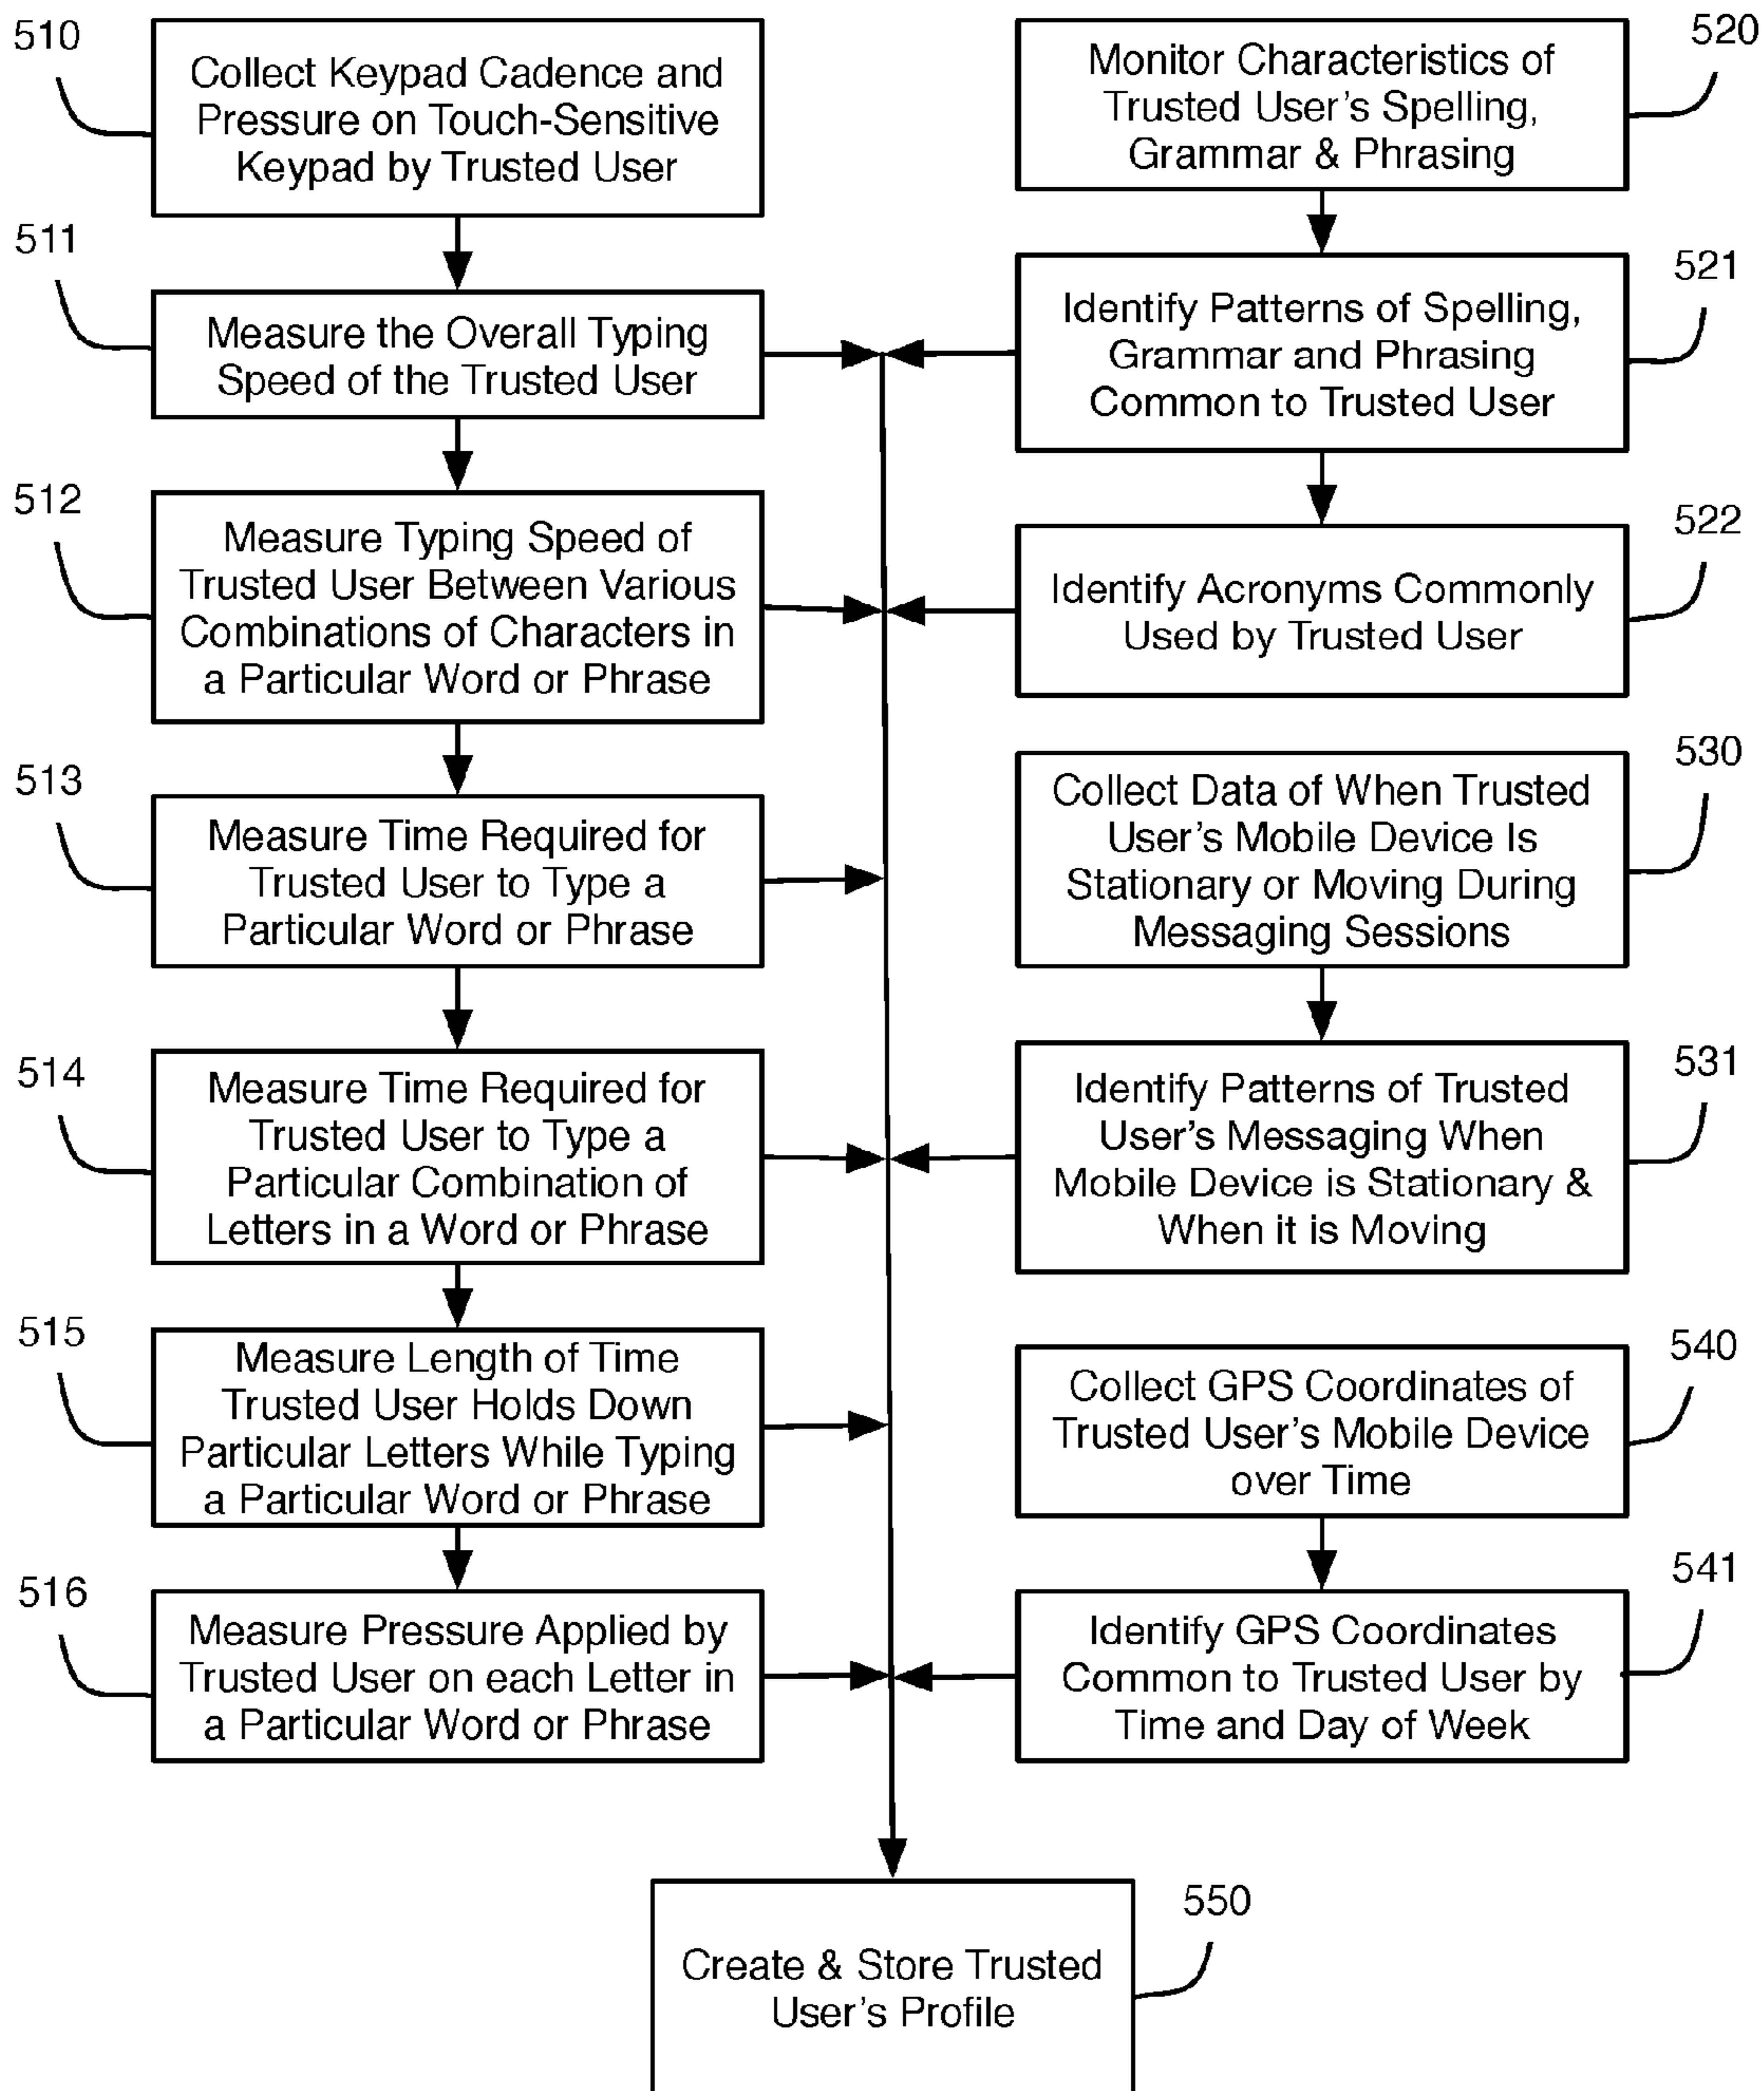 510
Collect Keypad Cadence and
Pressure on Touch-Sensitive
Keypad by Trusted User
511
Measure the Overall Typing
Speed of the Trusted User
512
Measure Typing Speed of
Trusted User Between Various
Combinations of Characters in
a Particular Word or Phrase
513
Measure Time Required for
Trusted User to Type a
Particular Word or Phrase
514
Measure Time Required for
Trusted User to Type a
Particular Combination of
Letters in a Word or Phrase
515
Measure Length of Time
Trusted User Holds Down
Particular Letters While Typing
a Particular Word or Phrase
516
Measure Pressure Applied by
Trusted User on each Letter in
a Particular Word or Phrase
520
Monitor Characteristics of
Trusted User's Spelling,
Grammar & Phrasing
521
Identify Patterns of Spelling,
Grammar and Phrasing
Common to Trusted User
522
Identify Acronyms Commonly
Used by Trusted User
530
Collect Data of When Trusted
User's Mobile Device Is
Stationary or Moving During
Messaging Sessions
531
Identify Patterns of Trusted
User's Messaging When
Mobile Device is Stationary &
When it is Moving
540
Collect GPS Coordinates of
Trusted User's Mobile Device
over Time
541
Identify GPS Coordinates
Common to Trusted User by
Time and Day of Week
550
Create & Store Trusted
User's Profile